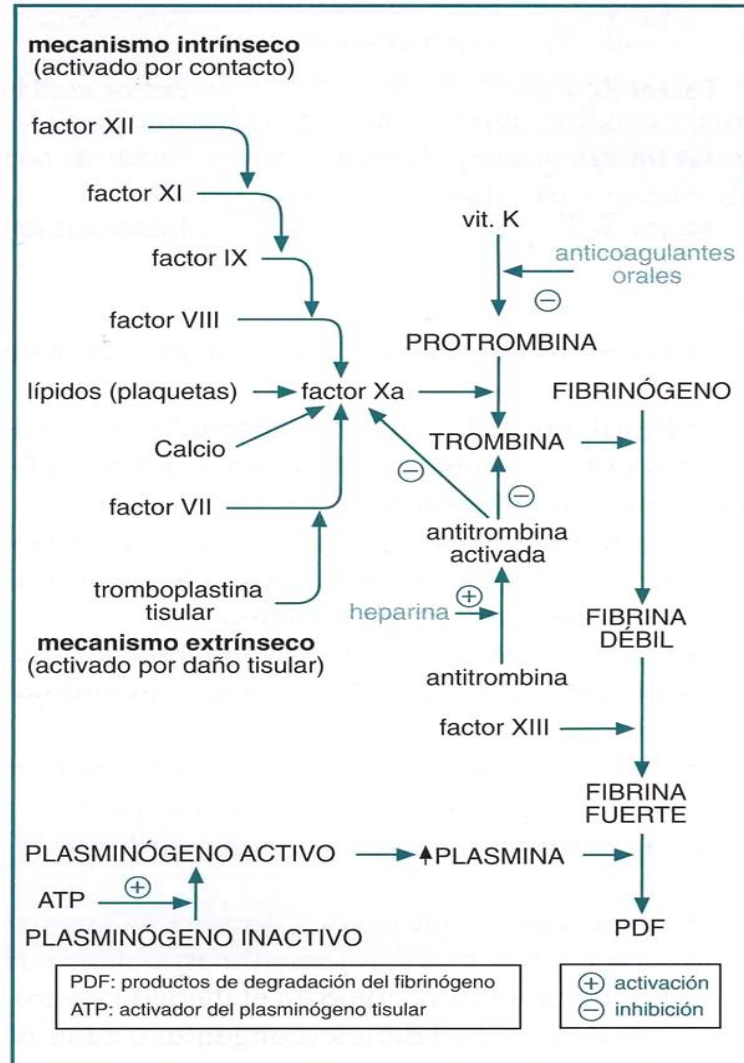 mecanismo intrínseco
(activado por contacto)
factor XII
factor XI
factor IX
factor VIII
lípidos (plaquetas)
factor Xa
Calcio
factor VII
tromboplastina
tisular
mecanismo extrínseco
(activado por daño tisular)
vit. K
anticoagulantes
orales
−
PROTROMBINA
FIBRINÓGENO
TROMBINA
−
−
antitrombina
activada
heparina
+
antitrombina
FIBRINA
DÉBIL
factor XIII
FIBRINA
FUERTE
PLASMINÓGENO ACTIVO
PLASMINA
ATP
+
PLASMINÓGENO INACTIVO
PDF
PDF: productos de degradación del fibrinógeno
ATP: activador del plasminógeno tisular
+ activación
− inhibición